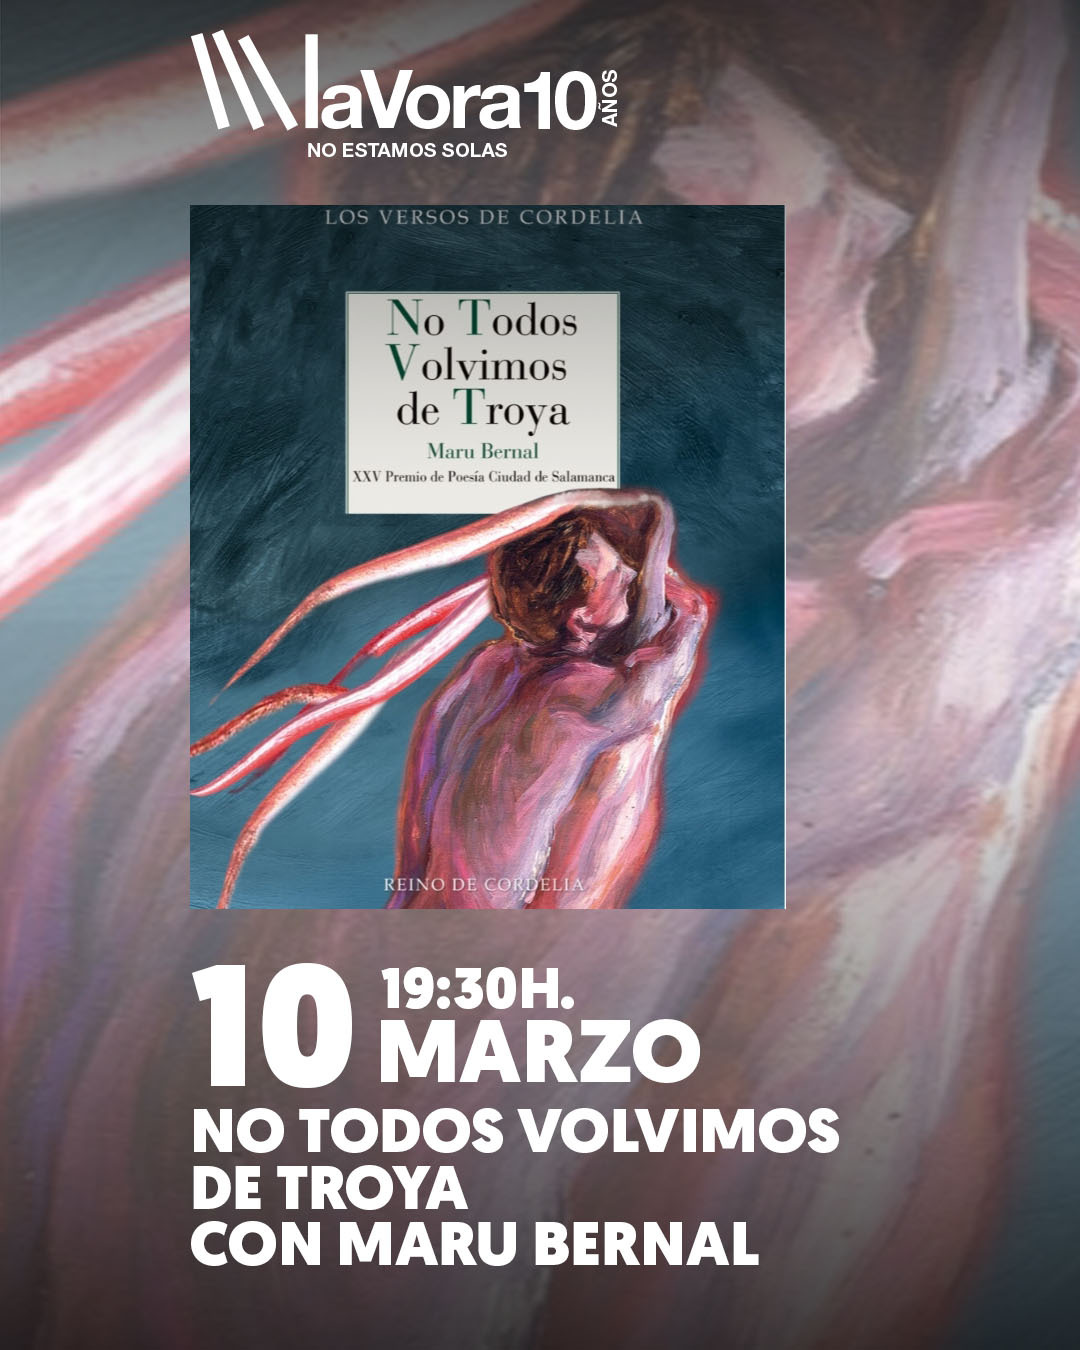 laVora10 AÑOS
NO ESTAMOS SOLAS
LOS VERSOS DE CORDELIA
No Todos
Volvimos
de Troya
Maru Bernal
XXV Premio de Poesía Ciudad de Salamanca
REINO DE CORDELIA
10 19:30H.
MARZO
NO TODOS VOLVIMOS
DE TROYA
CON MARU BERNAL